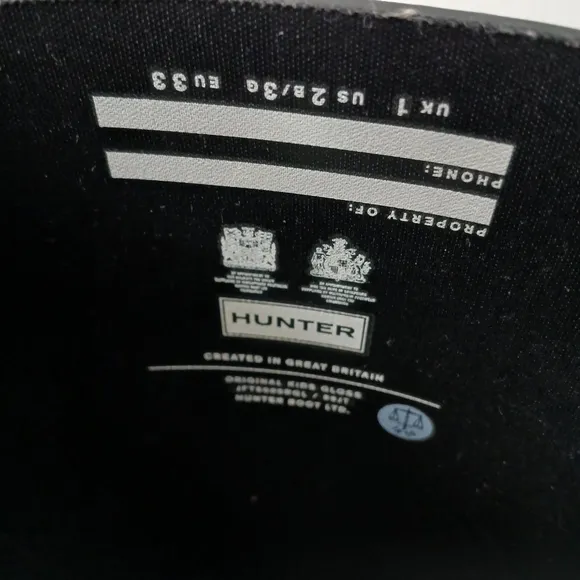 UK 1 US 2B/3G EU 33
PHONE:
PROPERTY OF:
HUNTER
CREATED IN GREAT BRITAIN
ORIGINAL KIDS GLOSS
HUNTER BOOT LTD.